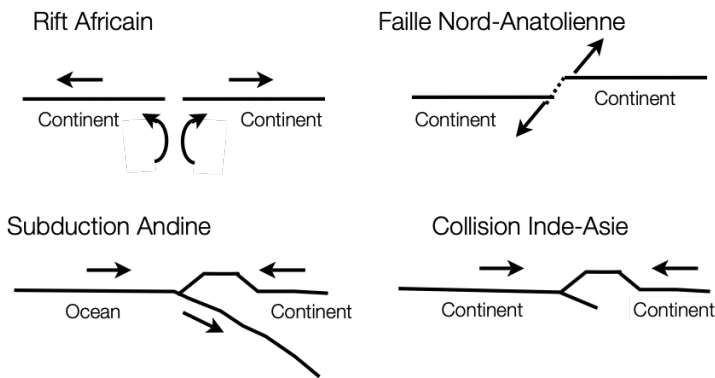 Rift Africain
Faille Nord-Anatolienne
Continent
Continent
Continent
Continent
Subduction Andine
Collision Inde-Asie
Ocean
Continent
Continent
Continent